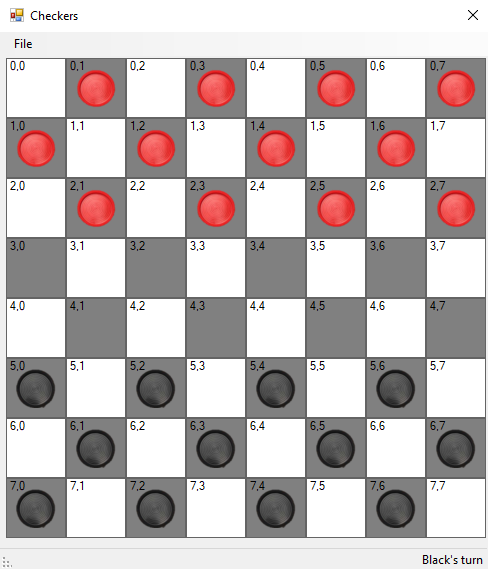 Checkers
File
0,0 0,1 0,2 0,3 0,4 0,5 0,6 0,7
1,0 1,1 1,2 1,3 1,4 1,5 1,6 1,7
2,0 2,1 2,2 2,3 2,4 2,5 2,6 2,7
3,0 3,1 3,2 3,3 3,4 3,5 3,6 3,7
4,0 4,1 4,2 4,3 4,4 4,5 4,6 4,7
5,0 5,1 5,2 5,3 5,4 5,5 5,6 5,7
6,0 6,1 6,2 6,3 6,4 6,5 6,6 6,7
7,0 7,1 7,2 7,3 7,4 7,5 7,6 7,7
Black's turn